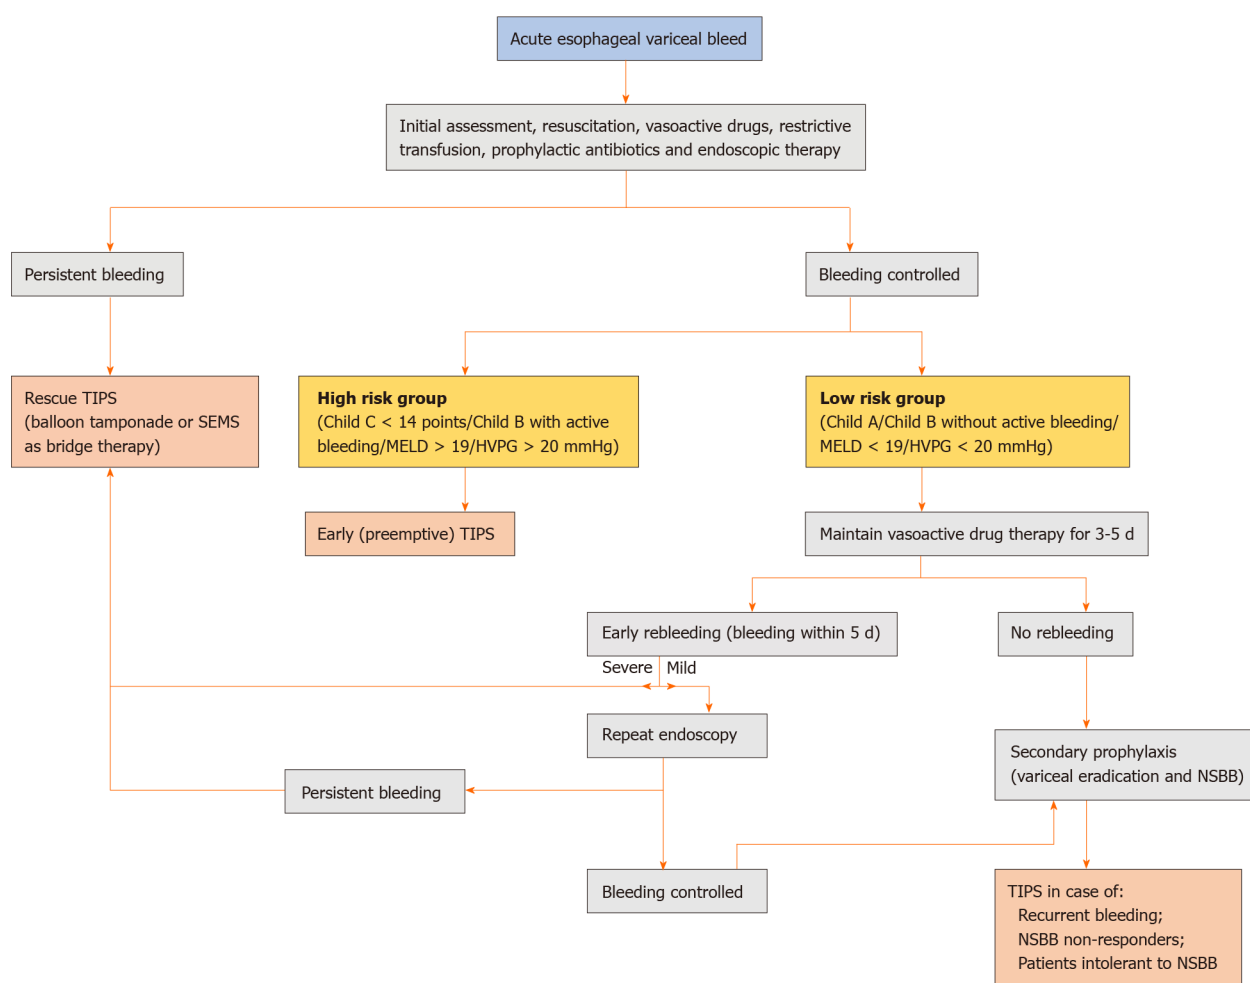 Acute esophageal variceal bleed
Initial assessment, resuscitation, vasoactive drugs, restrictive
transfusion, prophylactic antibiotics and endoscopic therapy
Persistent bleeding
Bleeding controlled
Rescue TIPS
(balloon tamponade or SEMS
as bridge therapy)
High risk group
(Child C < 14 points/Child B with active
bleeding/MELD > 19/HVPG > 20 mmHg)
Low risk group
(Child A/Child B without active bleeding/
MELD < 19/HVPG < 20 mmHg)
Early (preemptive) TIPS
Maintain vasoactive drug therapy for 3-5 d
Early rebleeding (bleeding within 5 d)
No rebleeding
Severe
Mild
Repeat endoscopy
Secondary prophylaxis
(variceal eradication and NSBB)
Persistent bleeding
Bleeding controlled
TIPS in case of:
Recurrent bleeding;
NSBB non-responders;
Patients intolerant to NSBB